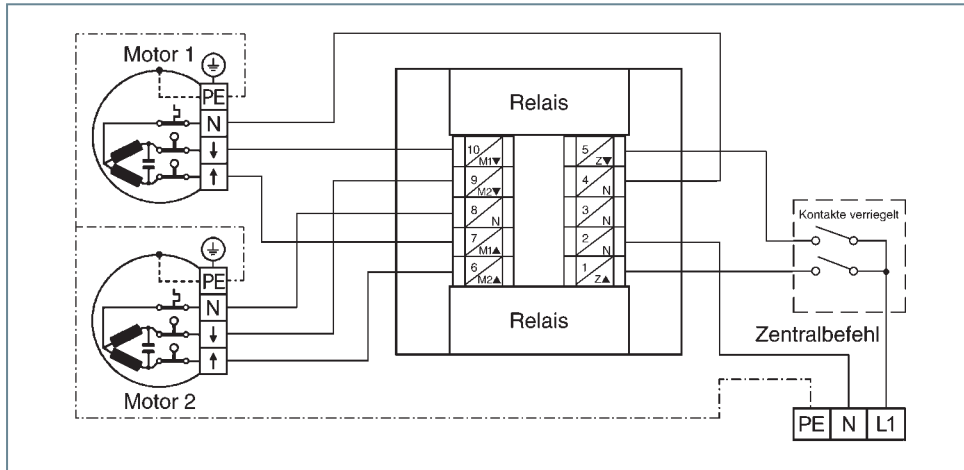 Motor 1
PE
N
↓
↑
Relais
10 M1▼
9 M2▼
8 N
7 M1▲
6 M2▲
5 Z▼
4 N
3 N
2 N
1 Z▲
Relais
Kontakte verriegelt
Zentralbefehl
PE
N
↓
↑
Motor 2
PE N L1